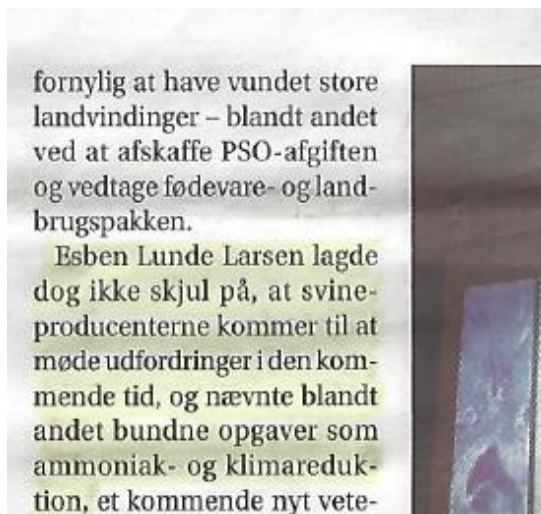 fornylig at have vundet store
landvindinger – blandt andet
ved at afskaffe PSO-afgiften
og vedtage fødevare- og land-
brugspakken.
Esben Lunde Larsen lagde
dog ikke skjul på, at svine-
producenterne kommer til at
møde udfordringer i den kom-
mende tid, og nævnte blandt
andet bundne opgaver som
ammoniak- og klimareduk-
tion, et kommende nyt vete-